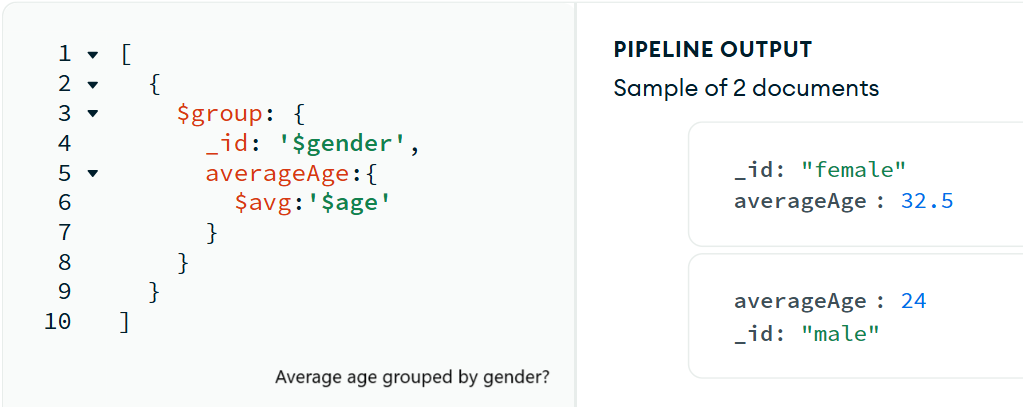 1 [
2 {
3 $group: {
4 _id: '$gender',
5 averageAge:{
6 $avg:'$age'
7 }
8 }
9 }
10 ]
Average age grouped by gender?
PIPELINE OUTPUT
Sample of 2 documents
_id: "female"
averageAge : 32.5
averageAge : 24
_id: "male"